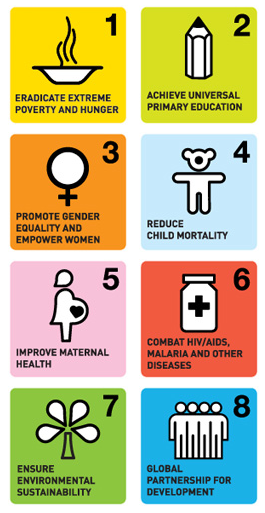 1
ERADICATE EXTREME
POVERTY AND HUNGER
2
ACHIEVE UNIVERSAL
PRIMARY EDUCATION
3
PROMOTE GENDER
EQUALITY AND
EMPOWER WOMEN
4
REDUCE
CHILD MORTALITY
5
IMPROVE MATERNAL
HEALTH
6
COMBAT HIV/AIDS,
MALARIA AND OTHER
DISEASES
7
ENSURE
ENVIRONMENTAL
SUSTAINABILITY
8
GLOBAL
PARTNERSHIP FOR
DEVELOPMENT